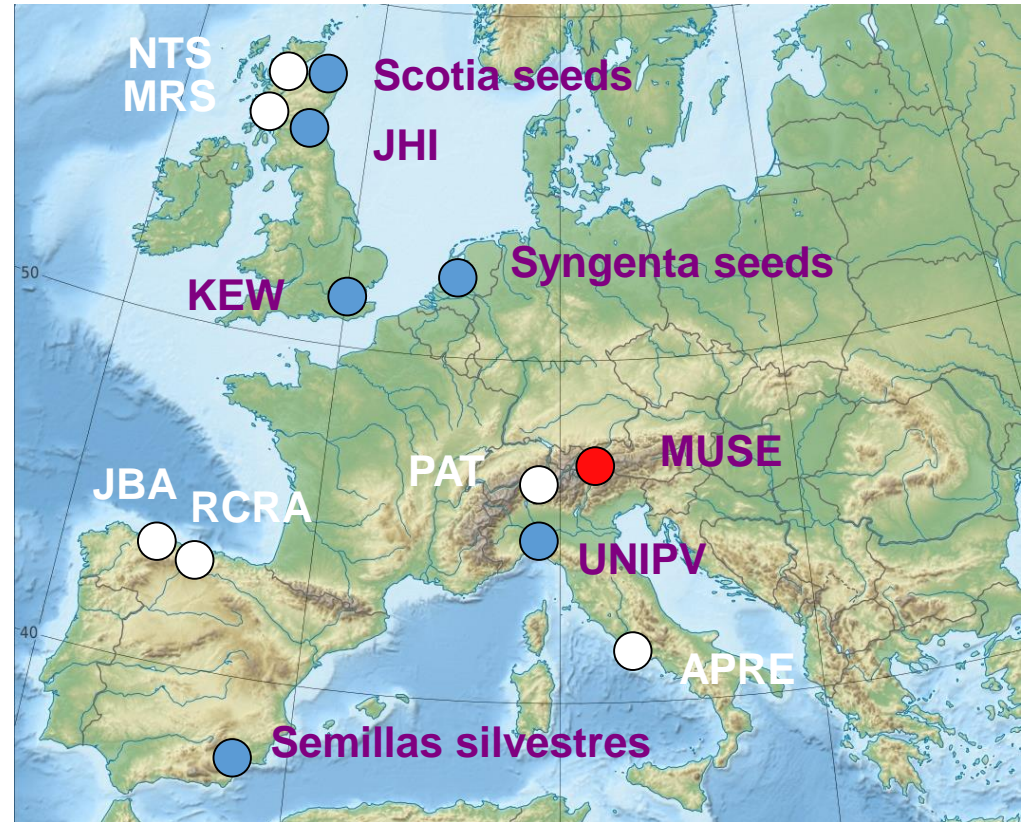 NTS
MRS
Scotia seeds
JHI
50
KEW
Syngenta seeds
PAT
MUSE
JBA
RCRA
UNIPV
40
APRE
Semillas silvestres